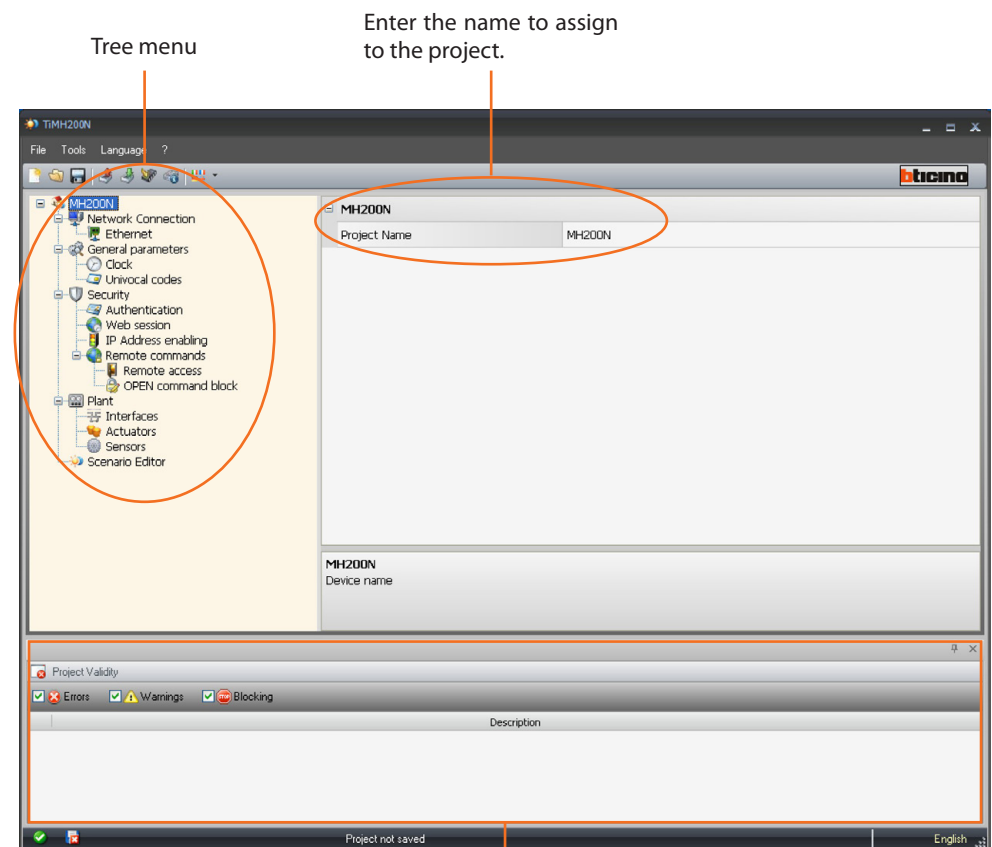 Tree menu
Enter the name to assign
to the project.
TiMH200N
File Tools Language ?
bticino
MH200N
Network Connection
Ethernet
General parameters
Clock
Univocal codes
Security
Authentication
Web session
IP Address enabling
Remote commands
Remote access
OPEN command block
Plant
Interfaces
Actuators
Sensors
Scenario Editor
MH200N
Project Name MH200N
MH200N
Device name
Project Validity
Errors Warnings Blocking
Description
Project not saved English